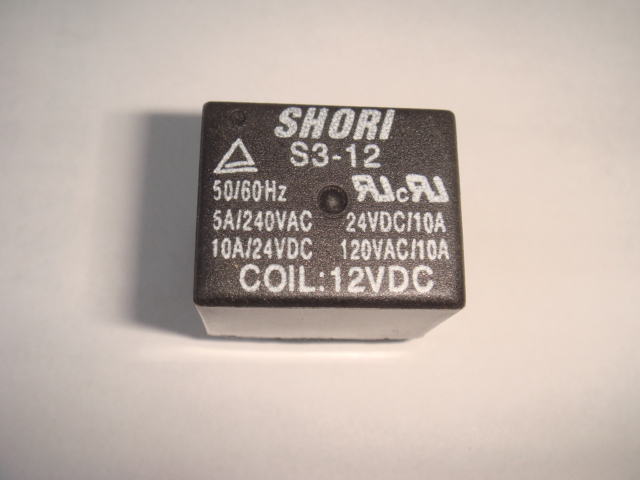 SHORI
S3-12
50/60Hz
5A/240VAC 24VDC/10A
10A/24VDC 120VAC/10A
COIL:12VDC